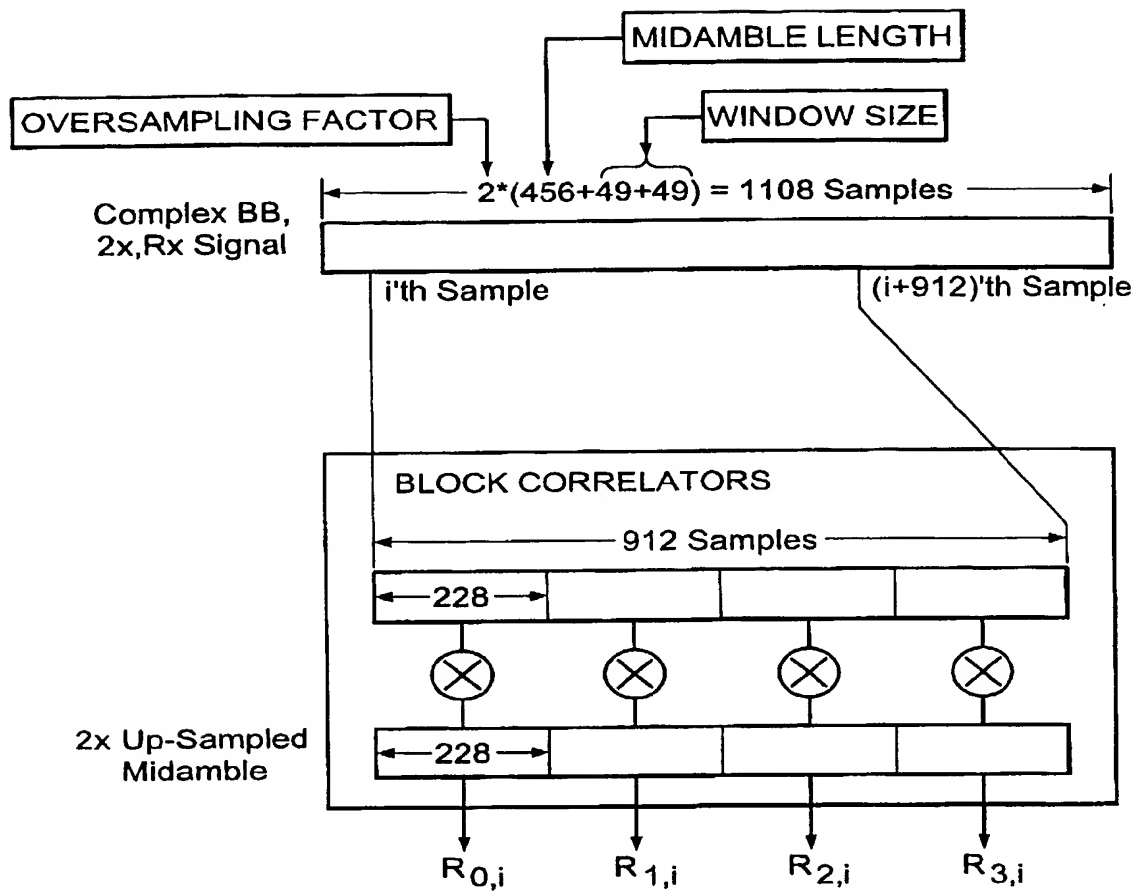 MIDAMBLE LENGTH
OVERSAMPLING FACTOR
WINDOW SIZE
2*(456+49+49) = 1108 Samples
Complex BB,
2x,Rx Signal
i'th Sample
(i+912)'th Sample
BLOCK CORRELATORS
912 Samples
228
2x Up-Sampled
Midamble
228
R0,i
R1,i
R2,i
R3,i